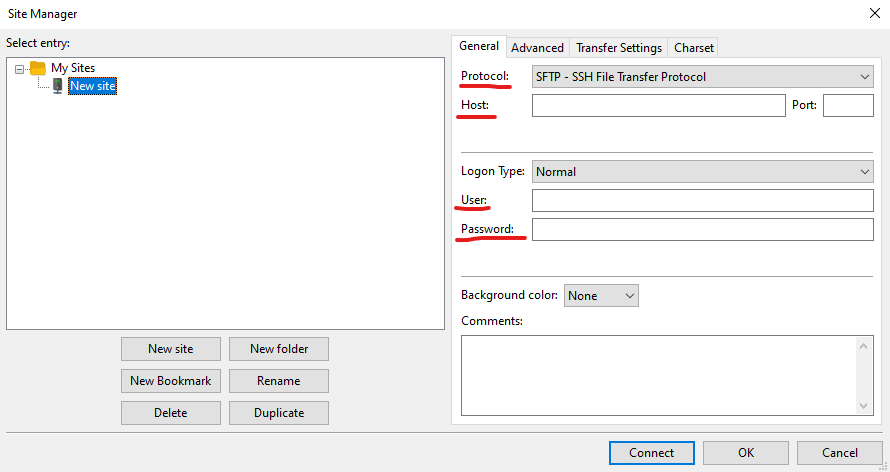 Site Manager
Select entry:
My Sites
New site
New site
New folder
New Bookmark
Rename
Delete
Duplicate
General
Advanced
Transfer Settings
Charset
Protocol:
SFTP - SSH File Transfer Protocol
Host:
Port:
Logon Type:
Normal
User:
Password:
Background color:
None
Comments:
Connect
OK
Cancel